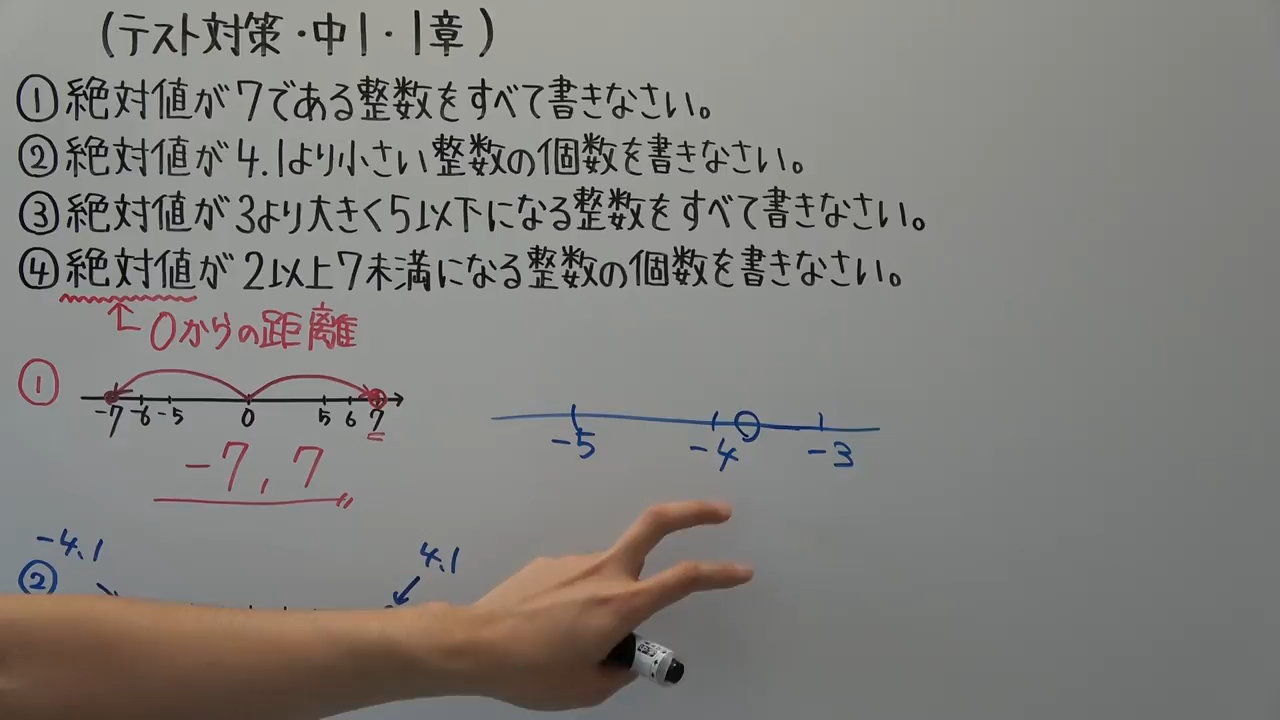 (テスト対策・中1・1章)
①絶対値が7である整数をすべて書きなさい。
②絶対値が4.1より小さい整数の個数を書きなさい。
③絶対値が3より大きく5以下になる整数をすべて書きなさい。
④絶対値が2以上7未満になる整数の個数を書きなさい。
0からの距離
①
-7 -6 -5 0 5 6 7
-7, 7
-5 -4 -3
-4.1 4.1
②